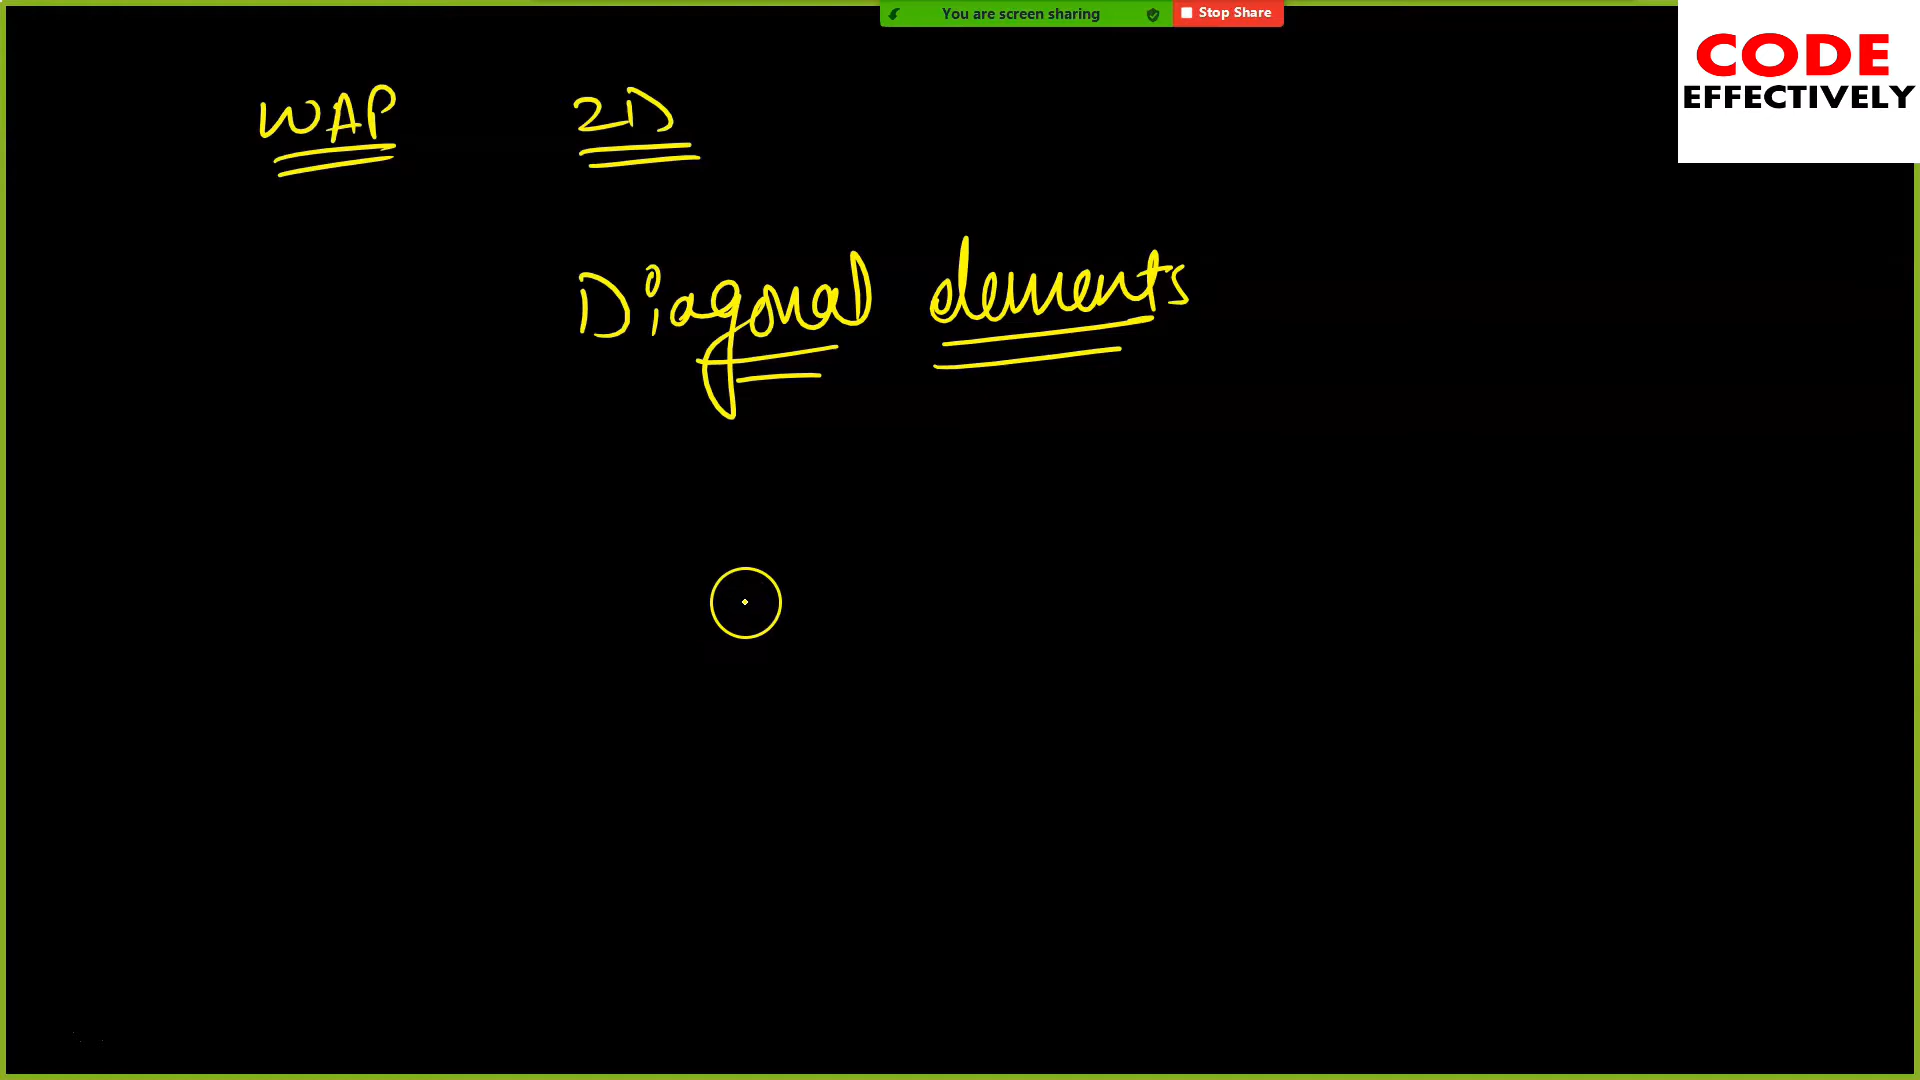 You are screen sharing Stop Share
CODE
EFFECTIVELY
WAP 2D
Diagonal elements